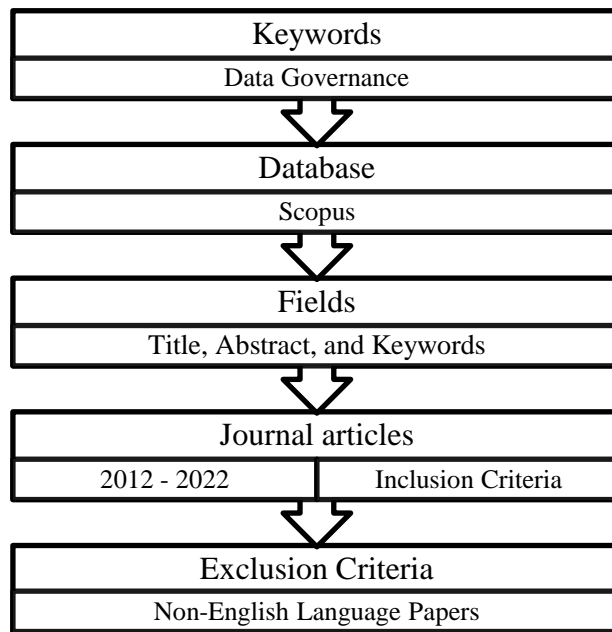 Keywords
Data Governance
Database
Scopus
Fields
Title, Abstract, and Keywords
Journal articles
2012 - 2022
Inclusion Criteria
Exclusion Criteria
Non-English Language Papers